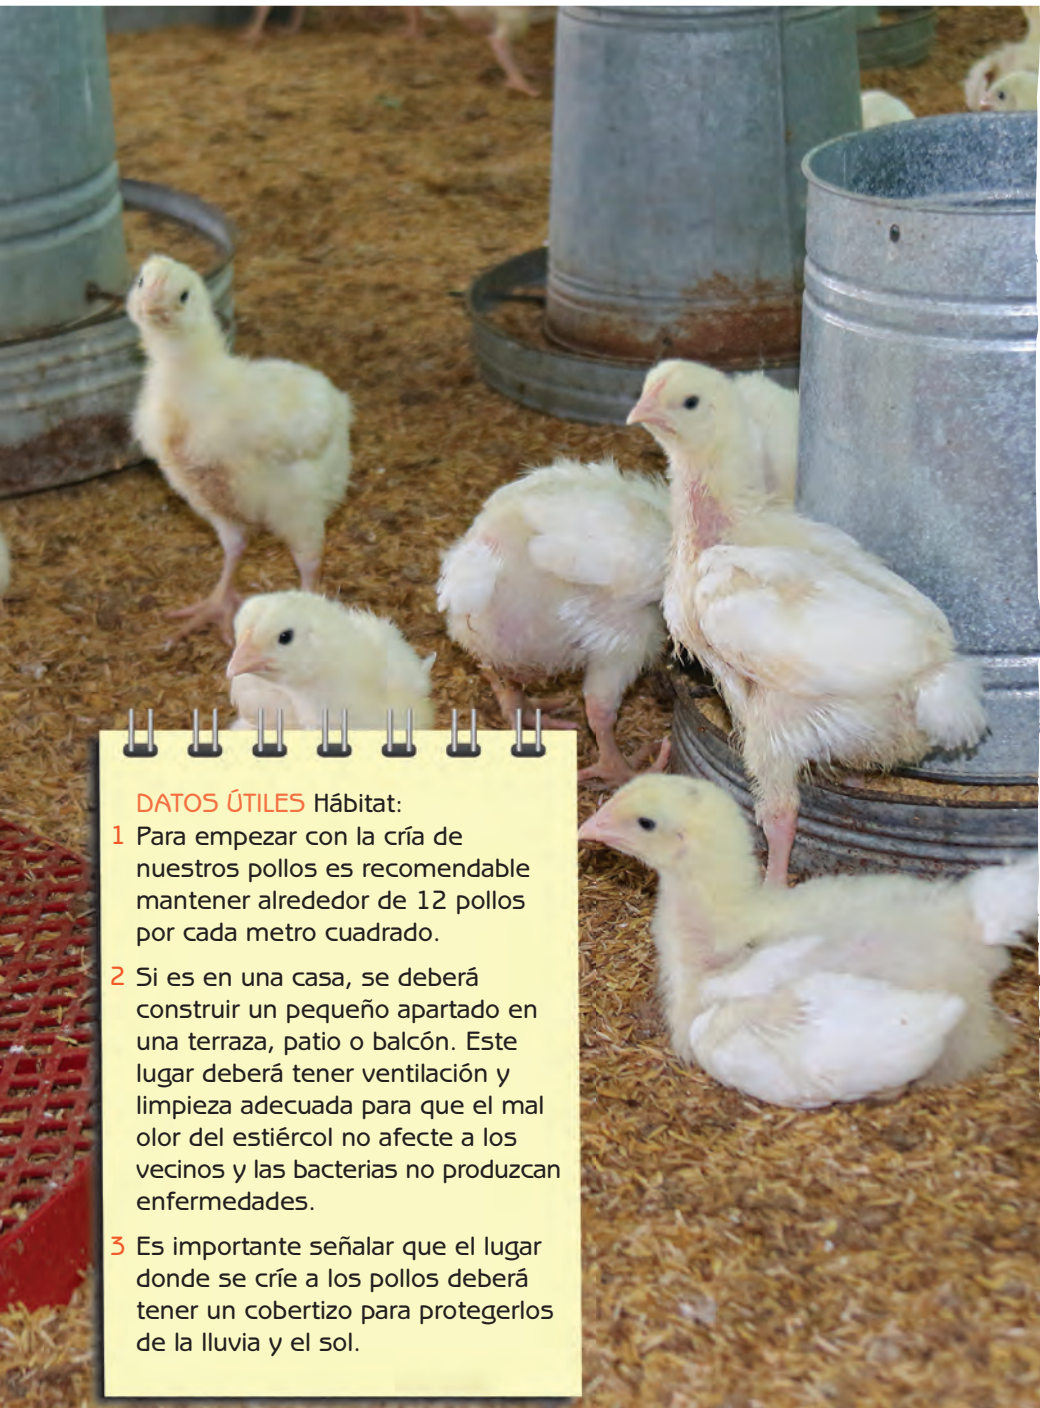 DATOS ÚTILES Hábitat:
1 Para empezar con la cría de
nuestros pollos es recomendable
mantener alrededor de 12 pollos
por cada metro cuadrado.
2 Si es en una casa, se deberá
construir un pequeño apartado en
una terraza, patio o balcón. Este
lugar deberá tener ventilación y
limpieza adecuada para que el mal
olor del estiércol no afecte a los
vecinos y las bacterias no produzcan
enfermedades.
3 Es importante señalar que el lugar
donde se críe a los pollos deberá
tener un cobertizo para protegerlos
de la lluvia y el sol.